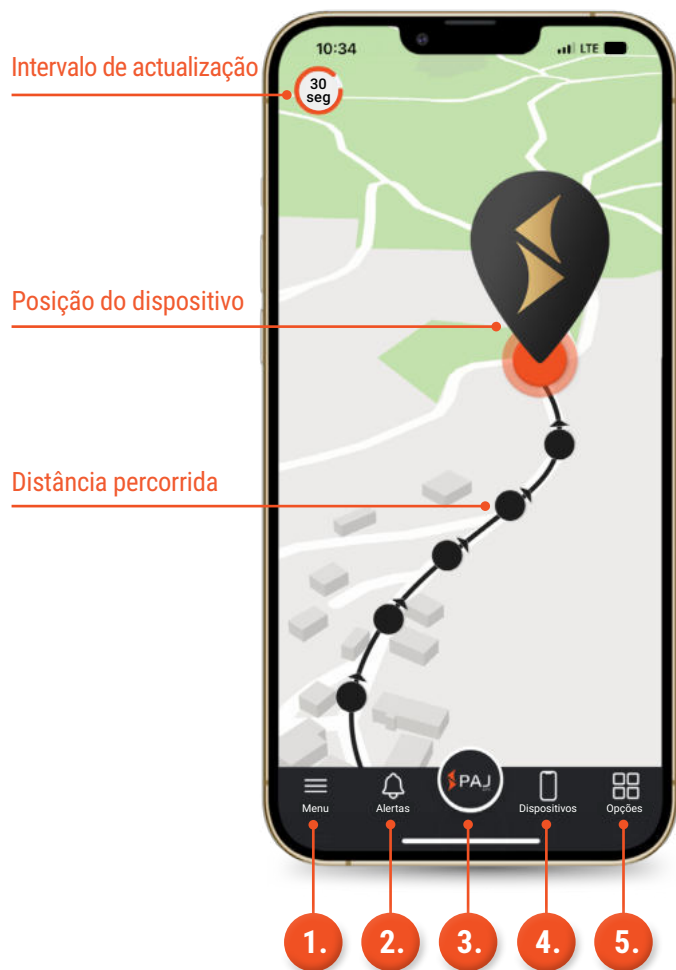 10:34
LTE
Intervalo de actualização
30
seg
Posição do dispositivo
Distância percorrida
PAJ
Menu
Alertas
Dispositivos
Opções
1.
2.
3.
4.
5.